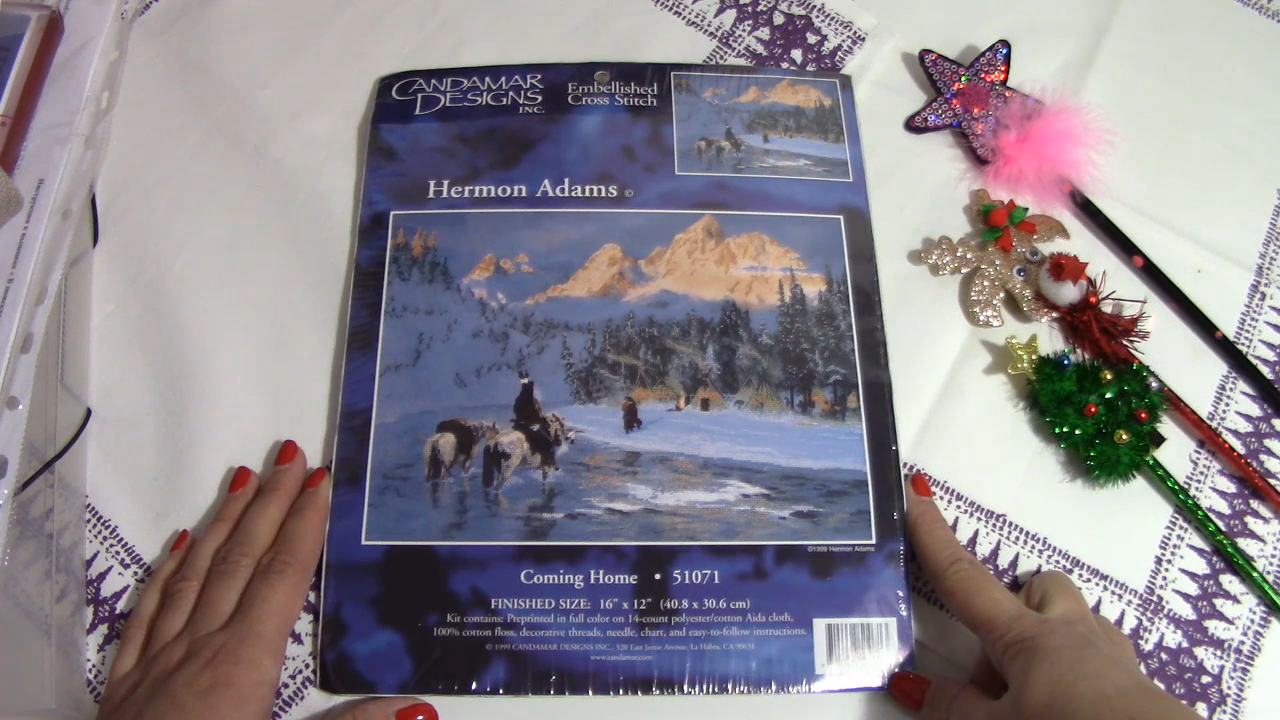 CANDAMAR
DESIGNS
INC.
Embellished
Cross Stitch
Hermon Adams ©
©1999 Hermon Adams
Coming Home • 51071
FINISHED SIZE: 16" x 12" (40.8 x 30.6 cm)
Kit contains: Preprinted in full color on 14-count polyester/cotton Aida cloth,
100% cotton floss, decorative threads, needle, chart, and easy-to-follow instructions.
© 1999 CANDAMAR DESIGNS INC., 520 East Jamie Avenue, La Habra, CA 90631
www.candamar.com